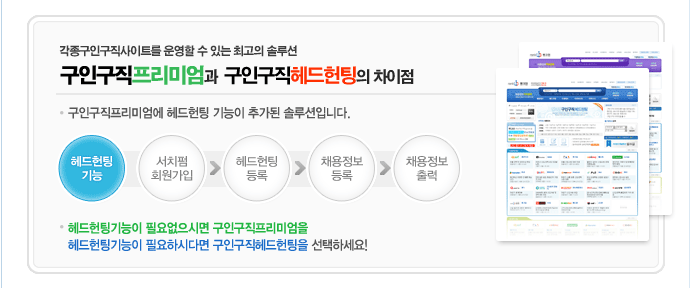 각종구인구직사이트를 운영할 수 있는 최고의 솔루션
구인구직프리미엄과 구인구직헤드헌팅의 차이점
구인구직프리미엄에 헤드헌팅 기능이 추가된 솔루션입니다.
헤드헌팅
기능
서치펌
회원가입
헤드헌팅
등록
채용정보
등록
채용정보
출력
헤드헌팅기능이 필요없으시면 구인구직프리미엄을
헤드헌팅기능이 필요하시다면 구인구직헤드헌팅을 선택하세요!